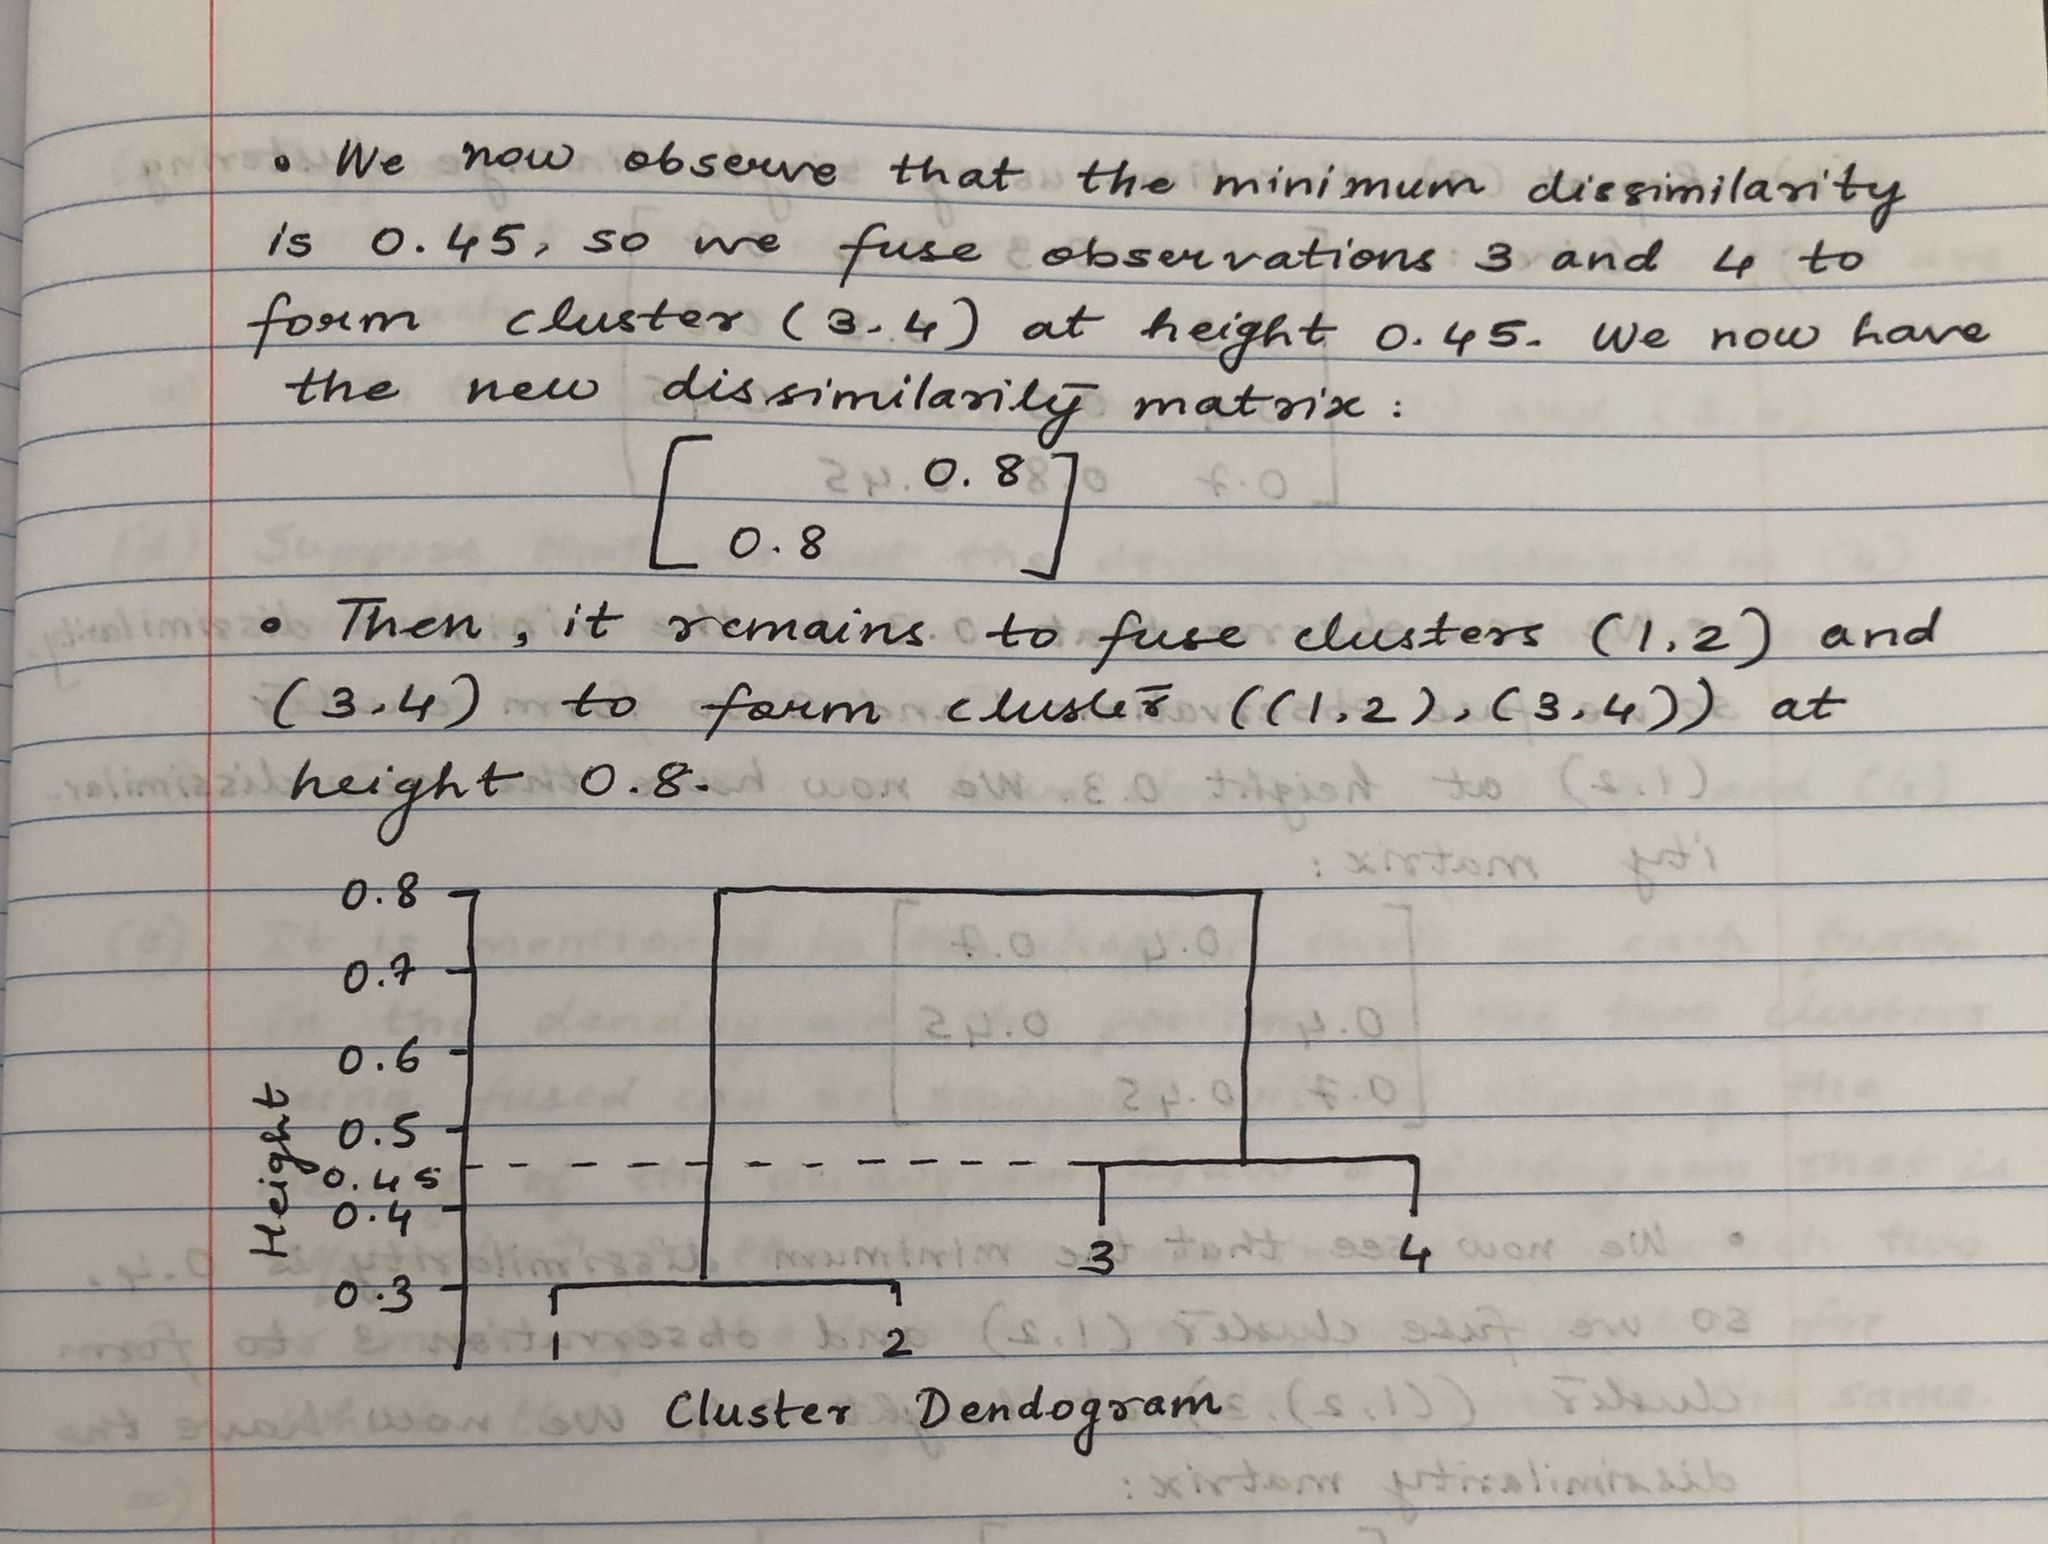 • We now observe that the minimum dissimilarity
is 0.45, so we fuse observations 3 and 4 to
form cluster (3,4) at height 0.45. We now have
the new dissimilarity matrix:
0.8
0.8
• Then, it remains to fuse clusters (1,2) and
(3,4) to form cluster ((1,2),(3,4)) at
height 0.8.
0.8
0.7
0.6
0.5
0.45
0.4
0.3
Height
3 4
1 2
Cluster Dendogram